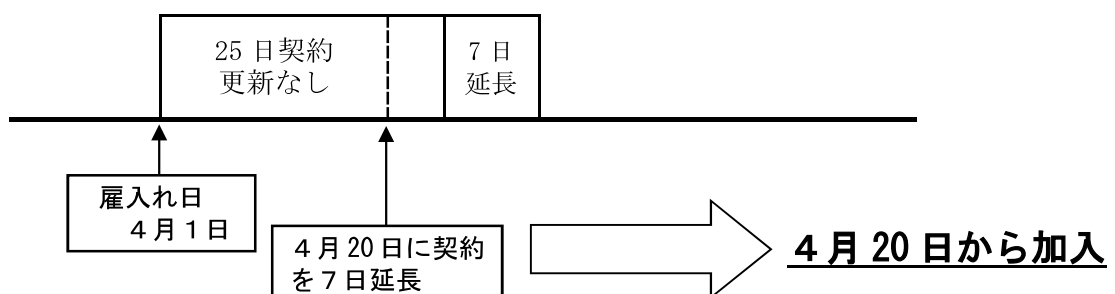 25日契約
更新なし
7日
延長
雇入れ日
４月１日
４月20日に契約
を７日延長
４月20日から加入